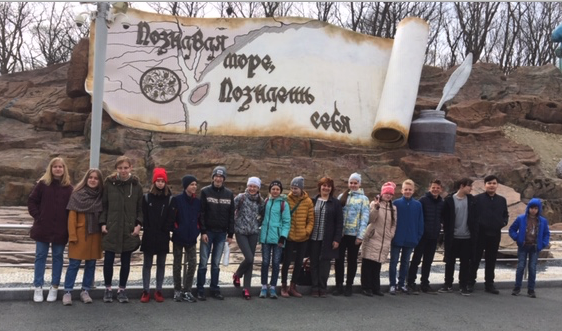 Познавая
море,
Познаешь
себя